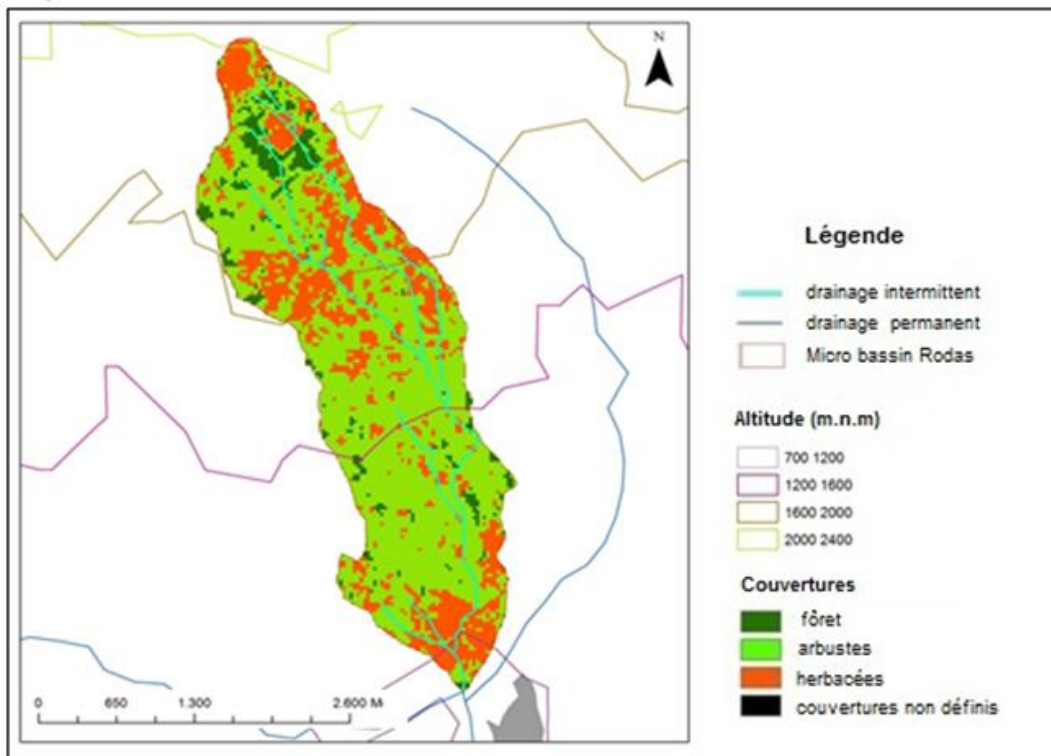 N
Légende
drainage intermittent
drainage permanent
Micro bassin Rodas
Altitude (m.n.m)
700 1200
1200 1600
1600 2000
2000 2400
Couvertures
fôret
arbustes
herbacées
couvertures non définis
0 650 1.300 2.600 M